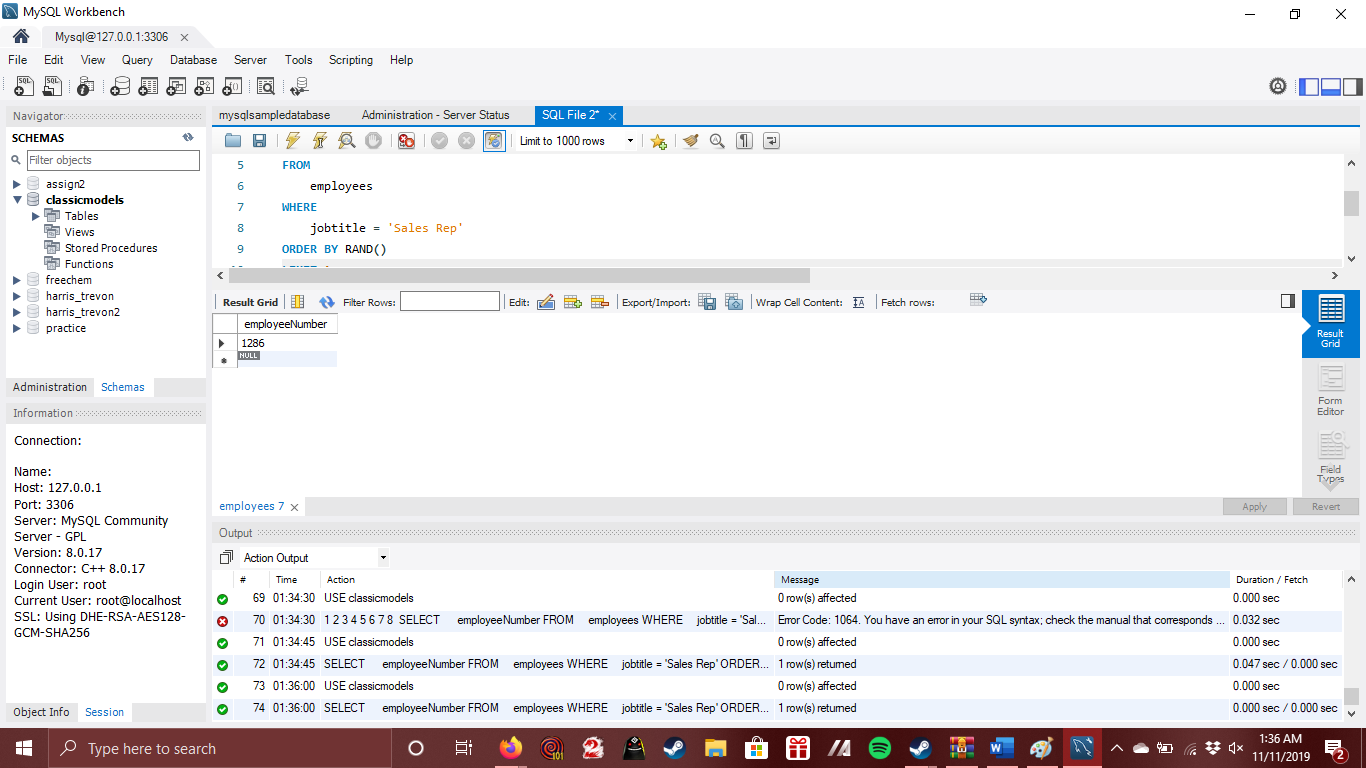 MySQL Workbench
Mysql@127.0.0.1:3306
File Edit View Query Database Server Tools Scripting Help
Navigator
SCHEMAS
Filter objects
assign2
classicmodels
Tables
Views
Stored Procedures
Functions
freechem
harris_trevon
harris_trevon2
practice
Administration Schemas
Information
Connection:
Name:
Host: 127.0.0.1
Port: 3306
Server: MySQL Community
Server - GPL
Version: 8.0.17
Connector: C++ 8.0.17
Login User: root
Current User: root@localhost
SSL: Using DHE-RSA-AES128-
GCM-SHA256
Object Info Session
mysqlsampledatabase Administration - Server Status SQL File 2*
Limit to 1000 rows
5 FROM
6 employees
7 WHERE
8 jobtitle = 'Sales Rep'
9 ORDER BY RAND()
Result Grid Filter Rows: Edit: Export/Import: Wrap Cell Content: Fetch rows:
employeeNumber
1286
NULL
Result
Grid
Form
Editor
Field
Types
employees 7
Apply Revert
Output
Action Output
# Time Action Message Duration / Fetch
69 01:34:30 USE classicmodels 0 row(s) affected 0.000 sec
70 01:34:30 1 2 3 4 5 6 7 8 SELECT employeeNumber FROM employees WHERE jobtitle = 'Sal... Error Code: 1064. You have an error in your SQL syntax; check the manual that corresponds ... 0.032 sec
71 01:34:45 USE classicmodels 0 row(s) affected 0.000 sec
72 01:34:45 SELECT employeeNumber FROM employees WHERE jobtitle = 'Sales Rep' ORDER... 1 row(s) returned 0.047 sec / 0.000 sec
73 01:36:00 USE classicmodels 0 row(s) affected 0.000 sec
74 01:36:00 SELECT employeeNumber FROM employees WHERE jobtitle = 'Sales Rep' ORDER... 1 row(s) returned 0.000 sec / 0.000 sec
Type here to search
1:36 AM
11/11/2019
2